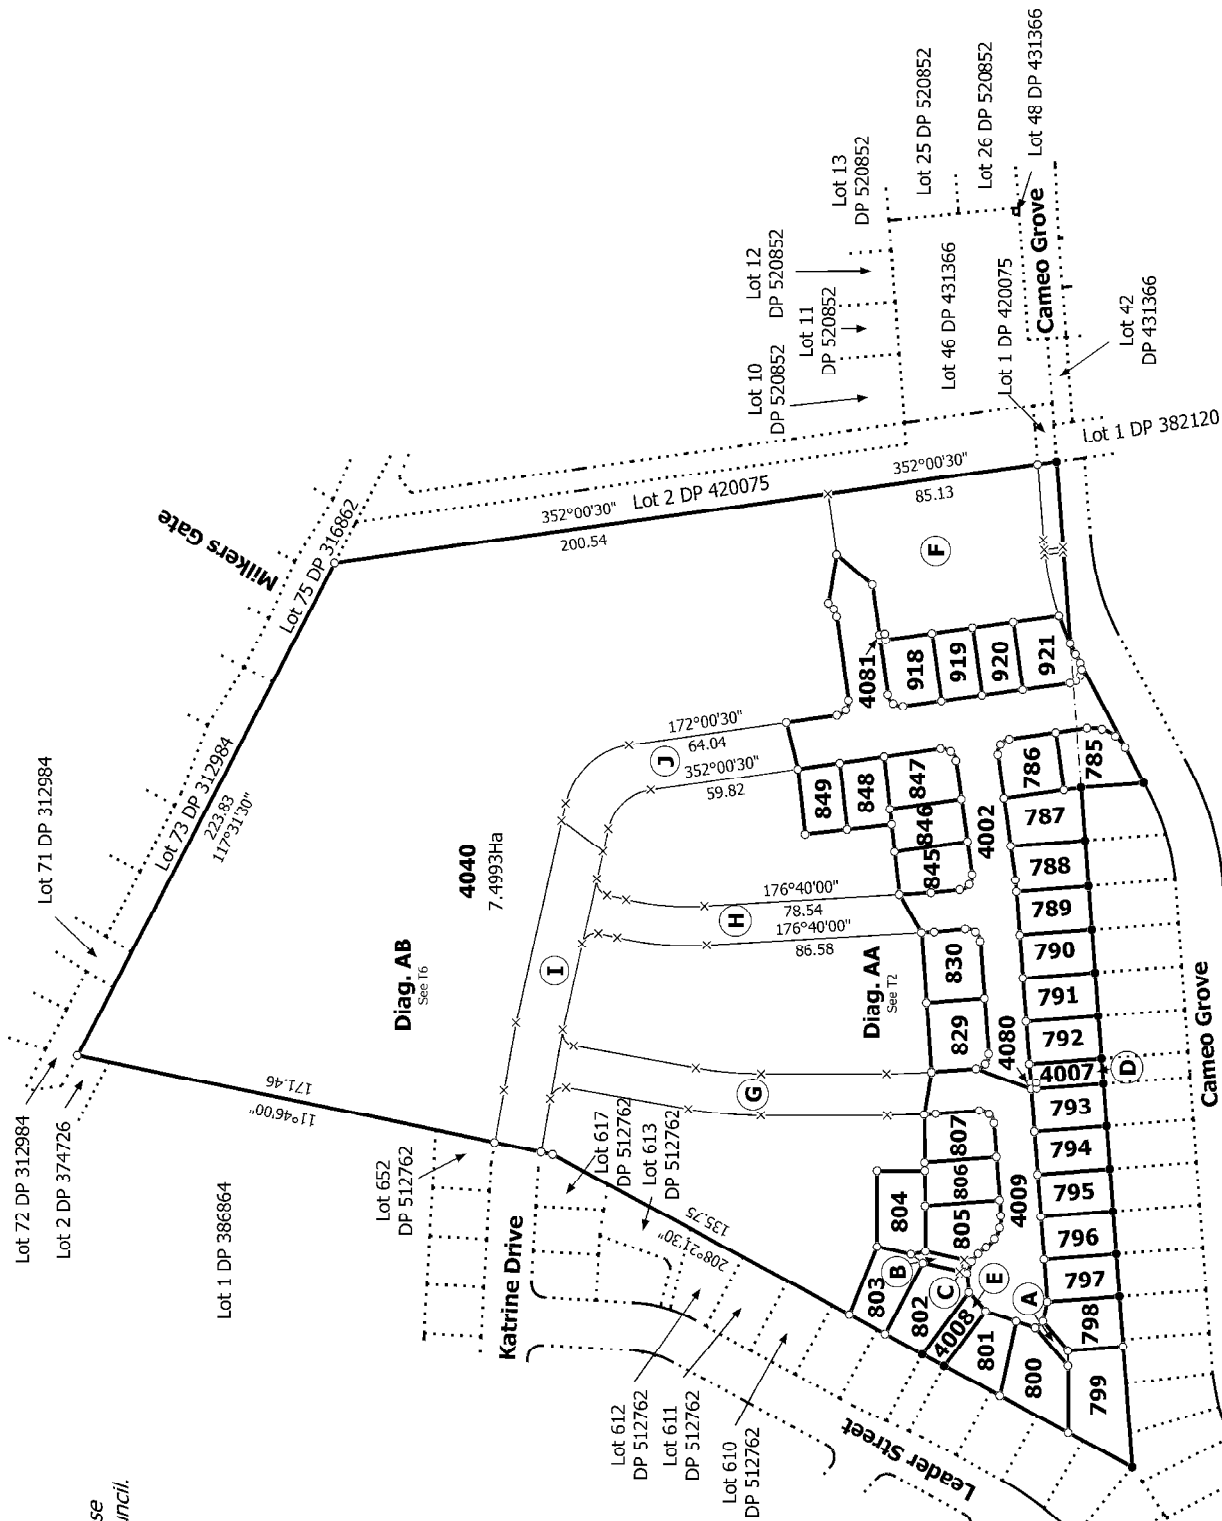 se
ncil.
Lot 72 DP 312984
Lot 2 DP 374726
Lot 1 DP 386864
Lot 71 DP 312984
Lot 73 DP 312984
223.83
117°31'30"
Lot 75 DP 316862
Milkers Gate
171.46
11°46'00"
Lot 652
DP 512762
Katrine Drive
Lot 617
DP 512762
Lot 613
DP 512762
135.75
208°21'30"
Lot 612
DP 512762
Lot 611
DP 512762
Lot 610
DP 512762
Leader Street
Diag. AB
See T6
4040
7.4993Ha
352°00'30"
200.54
Lot 2 DP 420075
352°00'30"
85.13
Lot 10
DP 520852
Lot 11
DP 520852
Lot 12
DP 520852
Lot 13
DP 520852
Lot 25 DP 520852
Lot 26 DP 520852
Lot 46 DP 431366
Lot 48 DP 431366
Lot 1 DP 420075
Cameo Grove
Lot 42
DP 431366
Lot 1 DP 382120
172°00'30"
64.04
J
352°00'30"
59.82
I
176°40'00"
78.54
H
176°40'00"
86.58
G
F
Diag. AA
See T2
4081
918
919
920
921
849
848
847
846
845
4002
786
785
787
788
789
790
791
792
4007
D
793
794
795
796
797
798
799
800
801
4008
802
803
804
805
806
807
4009
4080
829
830
A
B
C
E
Cameo Grove